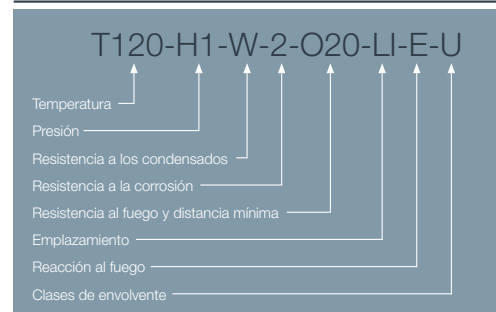 T120-H1-W-2-O20-LI-E-U
Temperatura
Presión
Resistencia a los condensados
Resistencia a la corrosión
Resistencia al fuego y distancia mínima
Emplazamiento
Reacción al fuego
Clases de envolvente